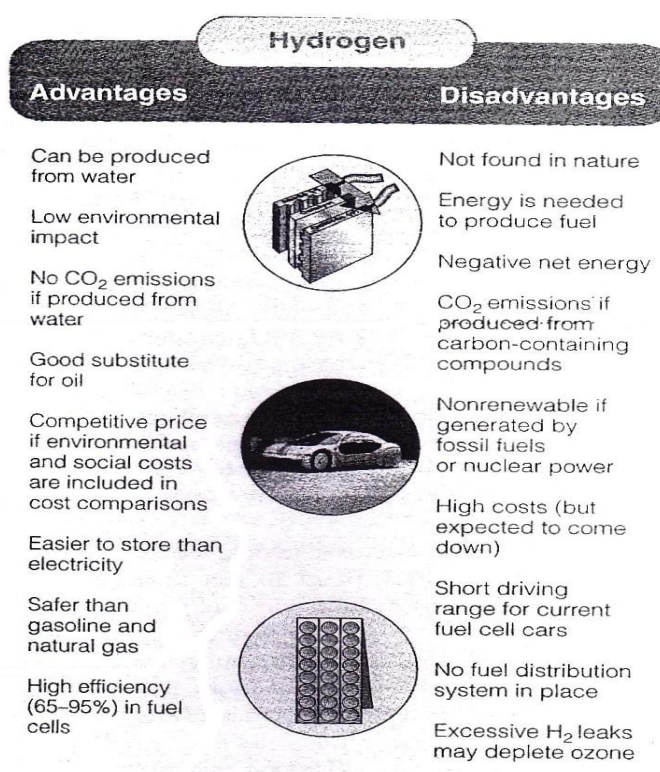 Hydrogen
Advantages
Can be produced
from water
Low environmental
impact
No CO₂ emissions
if produced from
water
Good substitute
for oil
Competitive price
if environmental
and social costs
are included in
cost comparisons
Easier to store than
electricity
Safer than
gasoline and
natural gas
High efficiency
(65–95%) in fuel
cells
Disadvantages
Not found in nature
Energy is needed
to produce fuel
Negative net energy
CO₂ emissions if
produced from
carbon-containing
compounds
Nonrenewable if
generated by
fossil fuels
or nuclear power
High costs (but
expected to come
down)
Short driving
range for current
fuel cell cars
No fuel distribution
system in place
Excessive H₂ leaks
may deplete ozone